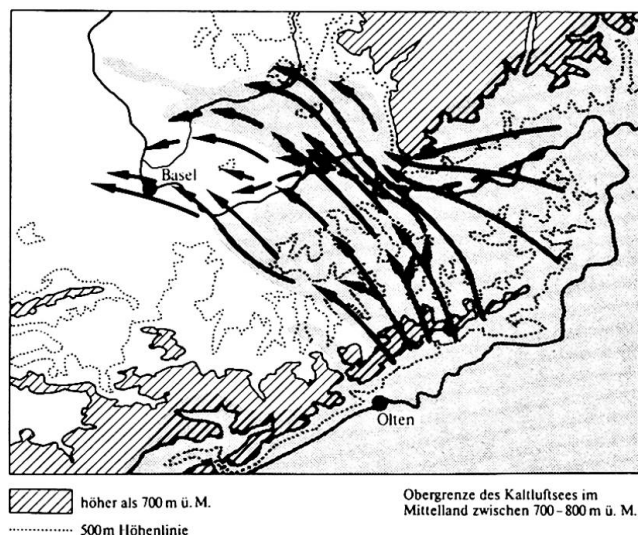 Basel
Olten
höher als 700 m ü. M.
500 m Höhenlinie
Obergrenze des Kaltluftsees im
Mittelland zwischen 700–800 m ü. M.